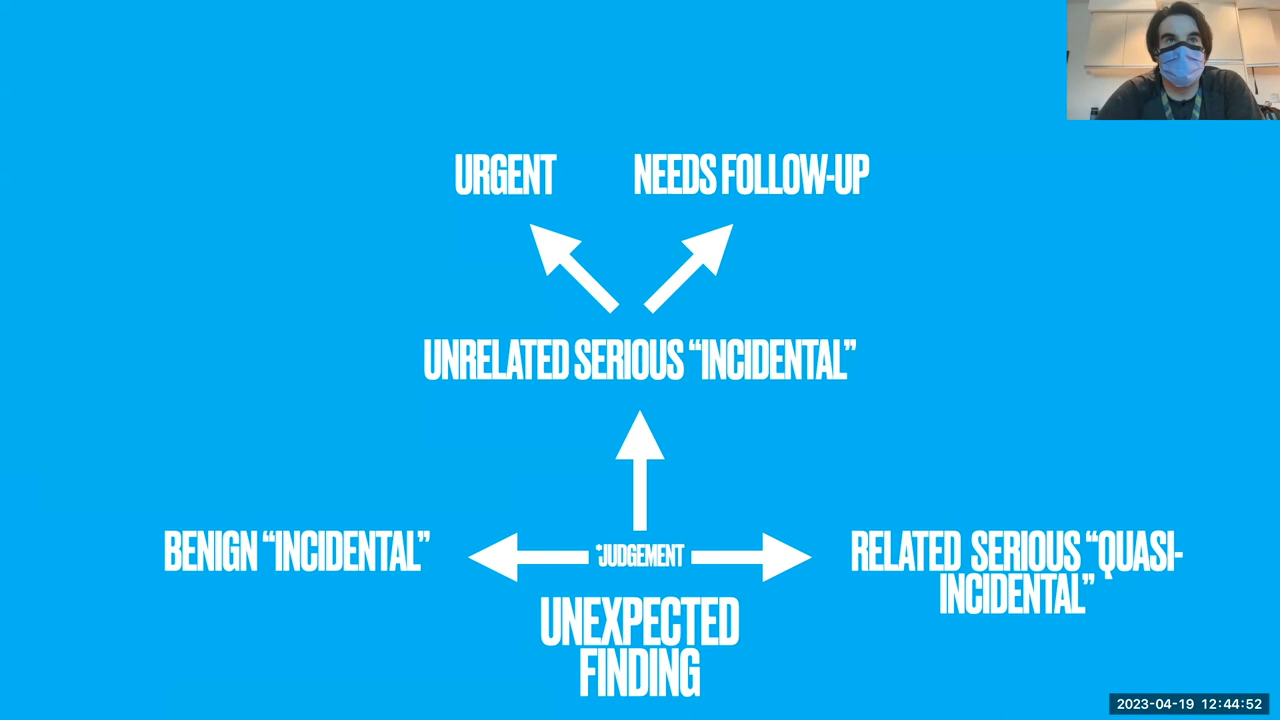 URGENT
NEEDS FOLLOW-UP
UNRELATED SERIOUS “INCIDENTAL”
BENIGN “INCIDENTAL”
*JUDGEMENT
RELATED SERIOUS “QUASI-
INCIDENTAL”
UNEXPECTED
FINDING
2023-04-19 12:44:52